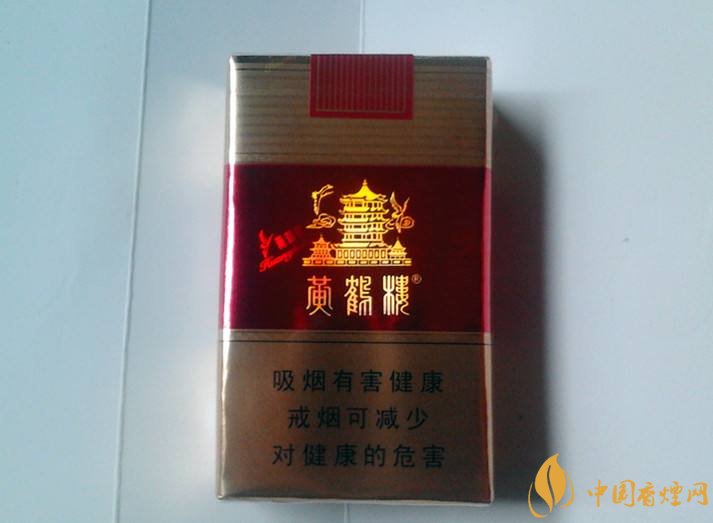 黄鹤楼®
吸烟有害健康
戒烟可减少
对健康的危害
中国香煙网